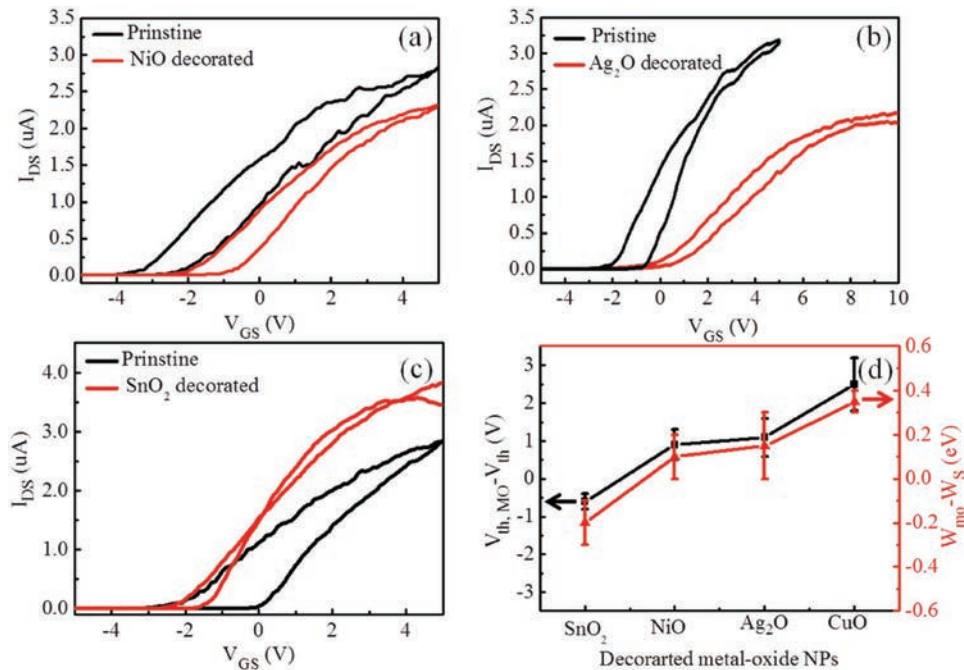 3.5
3.0
2.5
2.0
1.5
1.0
0.5
0.0
I_DS (uA)
Prinstine
NiO decorated
(a)
-4 -2 0 2 4
V_GS (V)
3.5
3.0
2.5
2.0
1.5
1.0
0.5
0.0
I_DS (uA)
Pristine
Ag₂O decorated
(b)
-4 -2 0 2 4 6 8 10
V_GS (V)
4.0
3.0
2.0
1.0
0.0
I_DS (uA)
Prinstine
SnO₂ decorated
(c)
-4 -2 0 2 4
V_GS (V)
3
2
1
0
-1
-2
-3
V_th, MO-V_th (V)
(d)
0.6
0.4
0.2
0.0
-0.2
-0.4
-0.6
W_mo-W_S (eV)
SnO₂ NiO Ag₂O CuO
Decorarted metal-oxide NPs